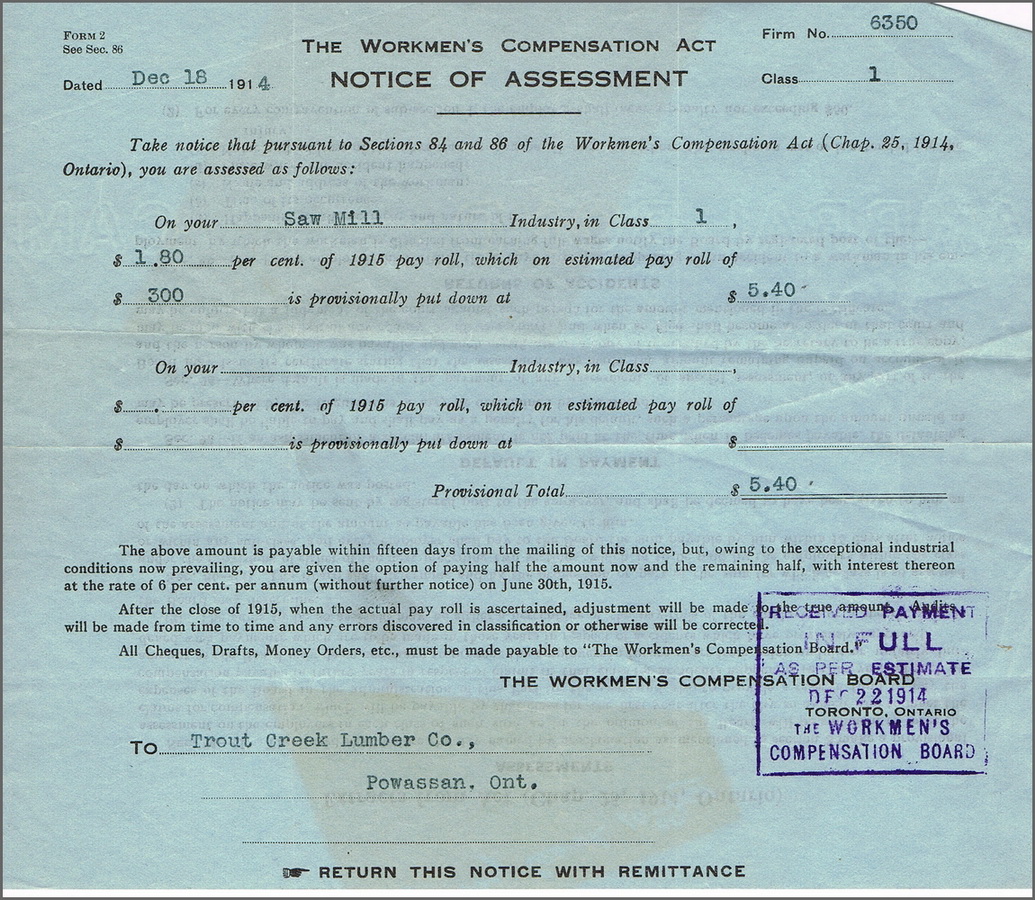 FORM 2
See Sec. 86
THE WORKMEN'S COMPENSATION ACT
Firm No. 6350
Dated Dec 18 1914
NOTICE OF ASSESSMENT
Class 1
Take notice that pursuant to Sections 84 and 86 of the Workmen's Compensation Act (Chap. 25, 1914,
Ontario), you are assessed as follows:
On your Saw Mill Industry, in Class 1,
$ 1.80 per cent. of 1915 pay roll, which on estimated pay roll of
$ 300 is provisionally put down at $ 5.40
On your Industry, in Class,
$ . per cent. of 1915 pay roll, which on estimated pay roll of
$ is provisionally put down at $
Provisional Total $ 5.40
The above amount is payable within fifteen days from the mailing of this notice, but, owing to the exceptional industrial
conditions now prevailing, you are given the option of paying half the amount now and the remaining half, with interest thereon
at the rate of 6 per cent. per annum (without further notice) on June 30th, 1915.
After the close of 1915, when the actual pay roll is ascertained, adjustment will be made to the true amount. Audits
will be made from time to time and any errors discovered in classification or otherwise will be corrected.
All Cheques, Drafts, Money Orders, etc., must be made payable to "The Workmen's Compensation Board."
THE WORKMEN'S COMPENSATION BOARD
TORONTO, ONTARIO
RECEIVED PAYMENT
IN FULL
AS PER ESTIMATE
DEC 22 1914
THE WORKMEN'S
COMPENSATION BOARD
To Trout Creek Lumber Co.,
Powassan, Ont.
☛ RETURN THIS NOTICE WITH REMITTANCE